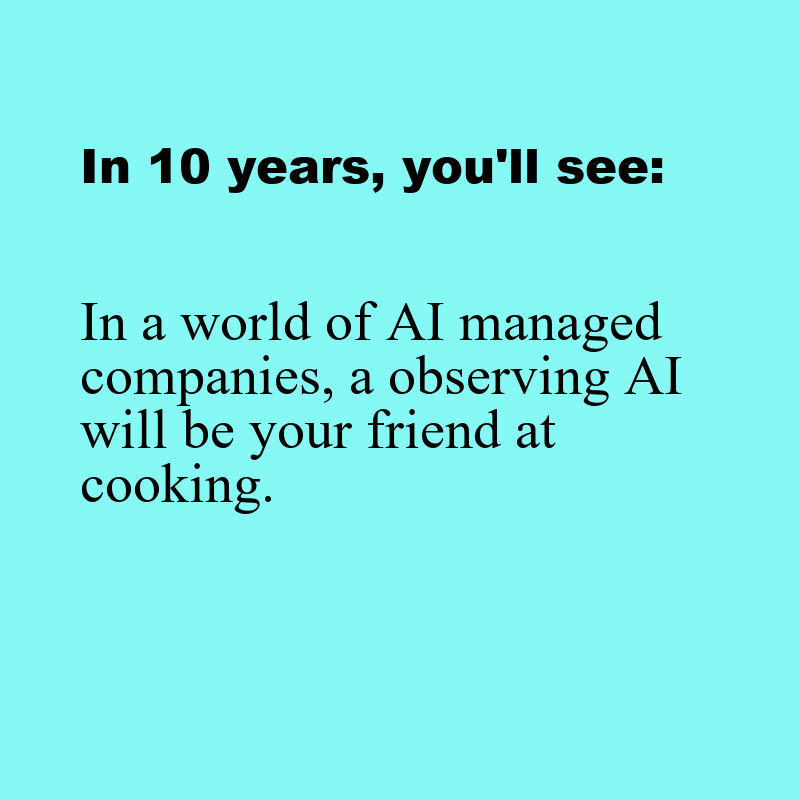 In 10 years, you'll see:
In a world of AI managed
companies, a observing AI
will be your friend at
cooking.